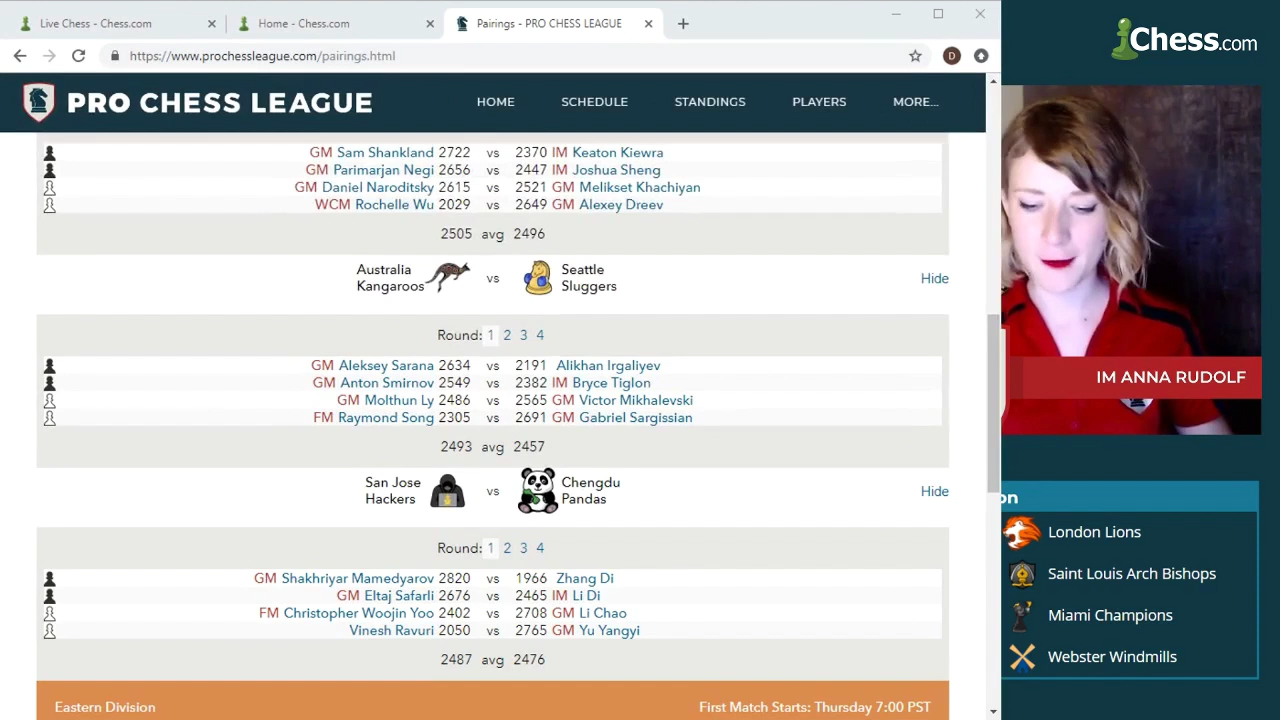 Live Chess - Chess.com
Home - Chess.com
Pairings - PRO CHESS LEAGUE
https://www.prochessleague.com/pairings.html
D
PRO CHESS LEAGUE
HOME
SCHEDULE
STANDINGS
PLAYERS
MORE...
GM Sam Shankland 2722 vs 2370 IM Keaton Kiewra
GM Parimarjan Negi 2656 vs 2447 IM Joshua Sheng
GM Daniel Naroditsky 2615 vs 2521 GM Melikset Khachiyan
WCM Rochelle Wu 2029 vs 2649 GM Alexey Dreev
2505 avg 2496
Australia Kangaroos vs Seattle Sluggers
Hide
Round: 1 2 3 4
GM Aleksey Sarana 2634 vs 2191 Alikhan Irgaliyev
GM Anton Smirnov 2549 vs 2382 IM Bryce Tiglon
GM Molthun Ly 2486 vs 2565 GM Victor Mikhalevski
FM Raymond Song 2305 vs 2691 GM Gabriel Sargissian
2493 avg 2457
San Jose Hackers vs Chengdu Pandas
Hide
Round: 1 2 3 4
GM Shakhriyar Mamedyarov 2820 vs 1966 Zhang Di
GM Eltaj Safarli 2676 vs 2465 IM Li Di
FM Christopher Woojin Yoo 2402 vs 2708 GM Li Chao
Vinesh Ravuri 2050 vs 2765 GM Yu Yangyi
2487 avg 2476
Eastern Division
First Match Starts: Thursday 7:00 PST
Chess.com
IM ANNA RUDOLF
on
London Lions
Saint Louis Arch Bishops
Miami Champions
Webster Windmills